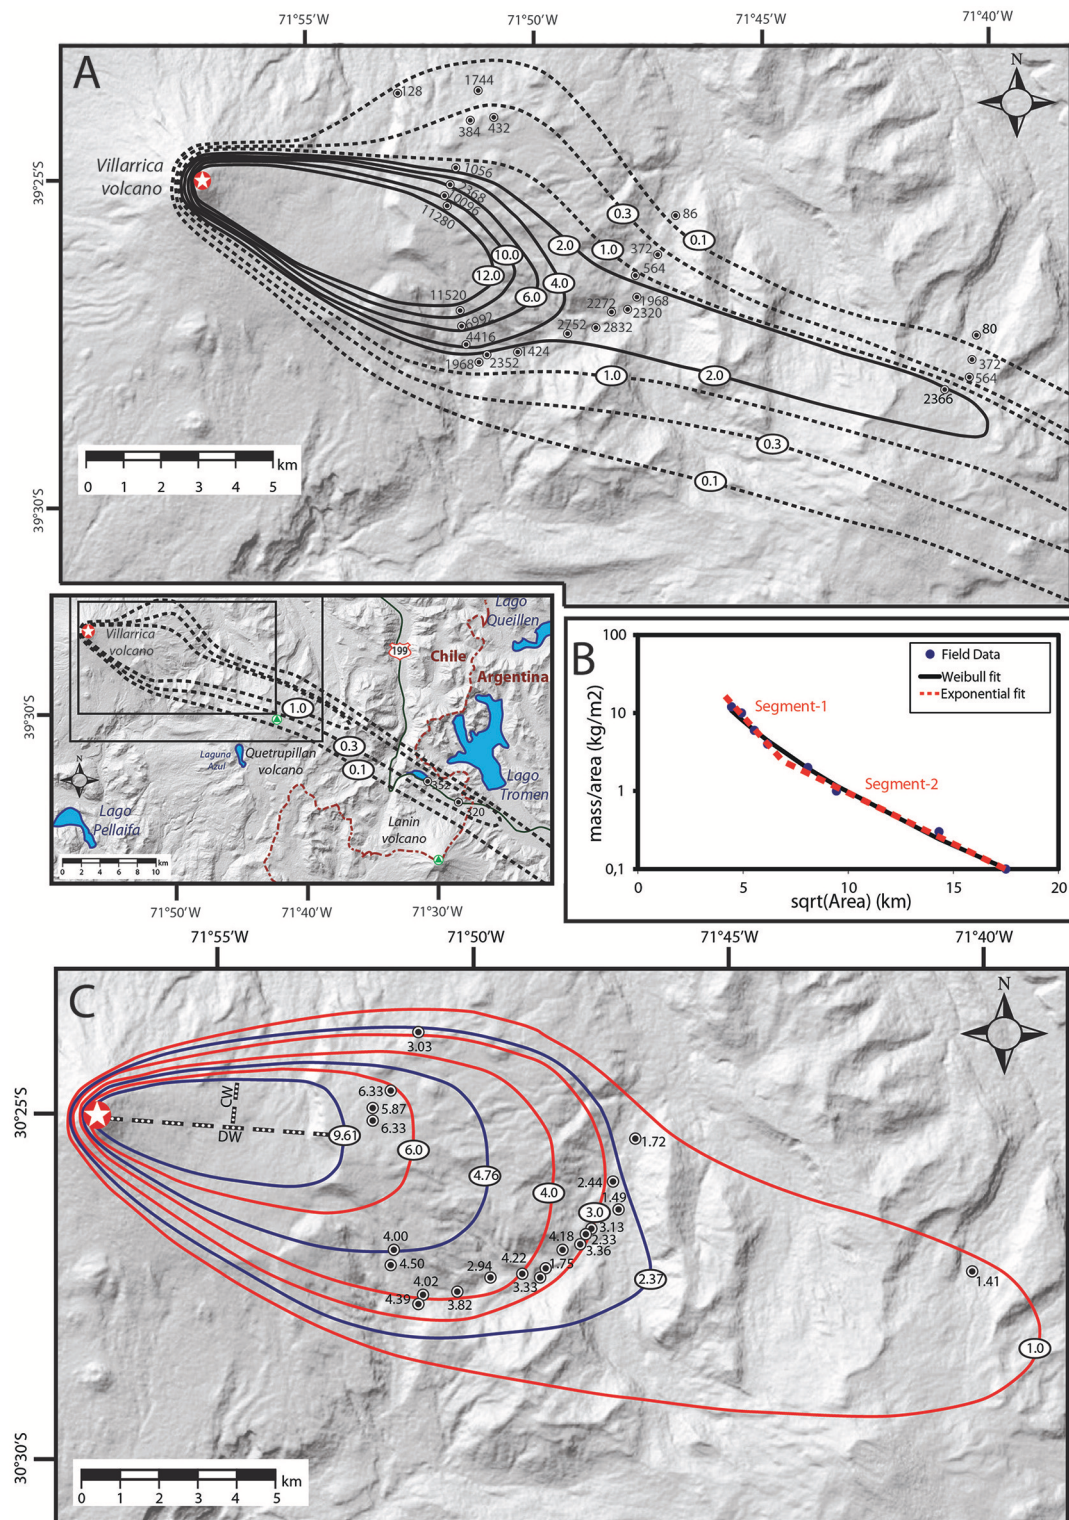 71°55'W 71°50'W 71°45'W 71°40'W
A
N
128
1744
384
432
Villarrica
volcano
39°25'S
1056
2368
10096
11280
0.3
86
0.1
2.0
1.0
372
10.0
12.0
564
4.0
6.0
11520
2272
1968
2320
6992
2752
2832
80
4416
1424
372
1968
2352
564
1.0
2.0
2366
0.3
0.1
km
0 1 2 3 4 5
39°30'S
Lago
Queillen
Villarrica
volcano
199
Chile
Argentina
1.0
39°30'S
N
Laguna
Azul
Quetrupillan
volcano
0.3
0.1
Lago
Tromen
352
320
Lago
Pellaifa
Lanin
volcano
km
0 2 4 6 8 10
71°50'W 71°40'W 71°30'W
B
mass/area (kg/m2)
100
10
1
0,1
Field Data
Weibull fit
Exponential fit
Segment-1
Segment-2
0 5 10 15 20
sqrt(Area) (km)
71°55'W 71°50'W 71°45'W 71°40'W
C
N
3.03
30°25'S
CW
DW
6.33
5.87
6.33
9.61
6.0
1.72
4.76
4.0
2.44
1.49
3.0
3.13
2.33
3.36
4.18
4.00
4.50
1.75
4.22
2.94
3.33
4.02
4.39
3.82
2.37
1.41
1.0
30°30'S
km
0 1 2 3 4 5